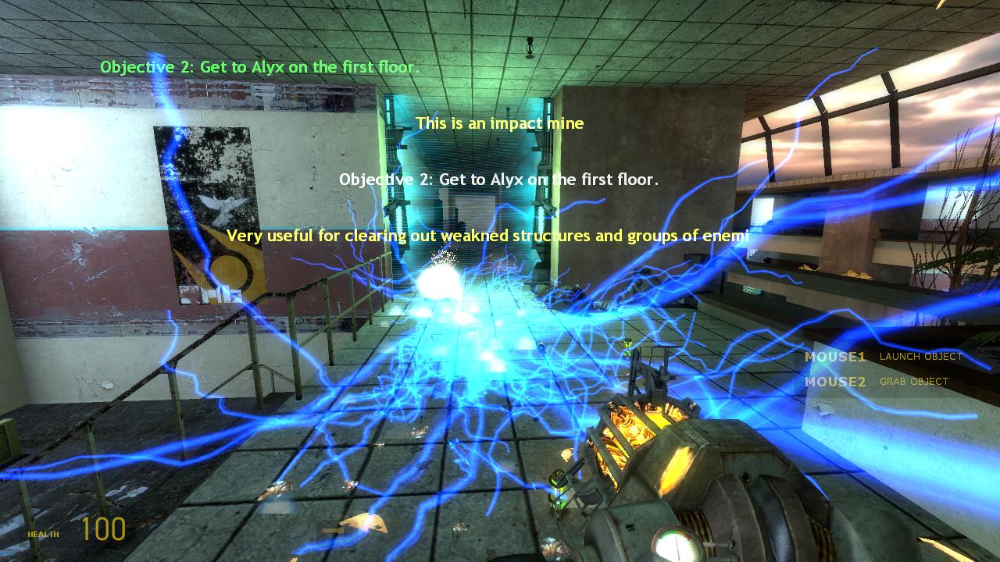 Objective 2: Get to Alyx on the first floor.
This is an impact mine
Objective 2: Get to Alyx on the first floor.
Very useful for clearing out weakned structures and groups of enemi
MOUSE1 LAUNCH OBJECT
MOUSE2 GRAB OBJECT
HEALTH 100